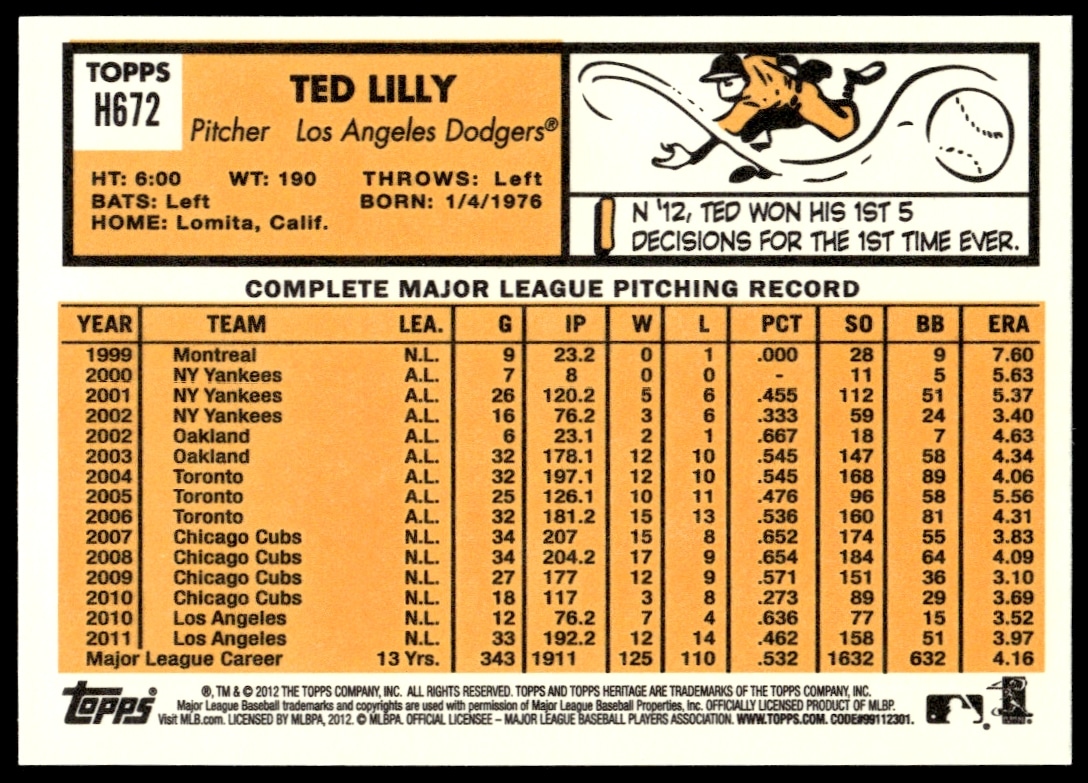 TOPPS
H672
TED LILLY
Pitcher Los Angeles Dodgers®
HT: 6:00 WT: 190 THROWS: Left
BATS: Left BORN: 1/4/1976
HOME: Lomita, Calif.
IN '12, TED WON HIS 1ST 5
DECISIONS FOR THE 1ST TIME EVER.
COMPLETE MAJOR LEAGUE PITCHING RECORD
YEAR TEAM LEA. G IP W L PCT SO BB ERA
1999 Montreal N.L. 9 23.2 0 1 .000 28 9 7.60
2000 NY Yankees A.L. 7 8 0 0 - 11 5 5.63
2001 NY Yankees A.L. 26 120.2 5 6 .455 112 51 5.37
2002 NY Yankees A.L. 16 76.2 3 6 .333 59 24 3.40
2002 Oakland A.L. 6 23.1 2 1 .667 18 7 4.63
2003 Oakland A.L. 32 178.1 12 10 .545 147 58 4.34
2004 Toronto A.L. 32 197.1 12 10 .545 168 89 4.06
2005 Toronto A.L. 25 126.1 10 11 .476 96 58 5.56
2006 Toronto A.L. 32 181.2 15 13 .536 160 81 4.31
2007 Chicago Cubs N.L. 34 207 15 8 .652 174 55 3.83
2008 Chicago Cubs N.L. 34 204.2 17 9 .654 184 64 4.09
2009 Chicago Cubs N.L. 27 177 12 9 .571 151 36 3.10
2010 Chicago Cubs N.L. 18 117 3 8 .273 89 29 3.69
2010 Los Angeles N.L. 12 76.2 7 4 .636 77 15 3.52
2011 Los Angeles N.L. 33 192.2 12 14 .462 158 51 3.97
Major League Career 13 Yrs. 343 1911 125 110 .532 1632 632 4.16
topps®
®, TM & © 2012 THE TOPPS COMPANY, INC. ALL RIGHTS RESERVED. TOPPS AND TOPPS HERITAGE ARE TRADEMARKS OF THE TOPPS COMPANY, INC.
Major League Baseball trademarks and copyrights are used with permission of Major League Baseball Properties, Inc. OFFICIALLY LICENSED PRODUCT OF MLBP.
Visit MLB.com. LICENSED BY MLBPA, 2012. © MLBPA. OFFICIAL LICENSEE – MAJOR LEAGUE BASEBALL PLAYERS ASSOCIATION. WWW.TOPPS.COM. CODE#99112301.